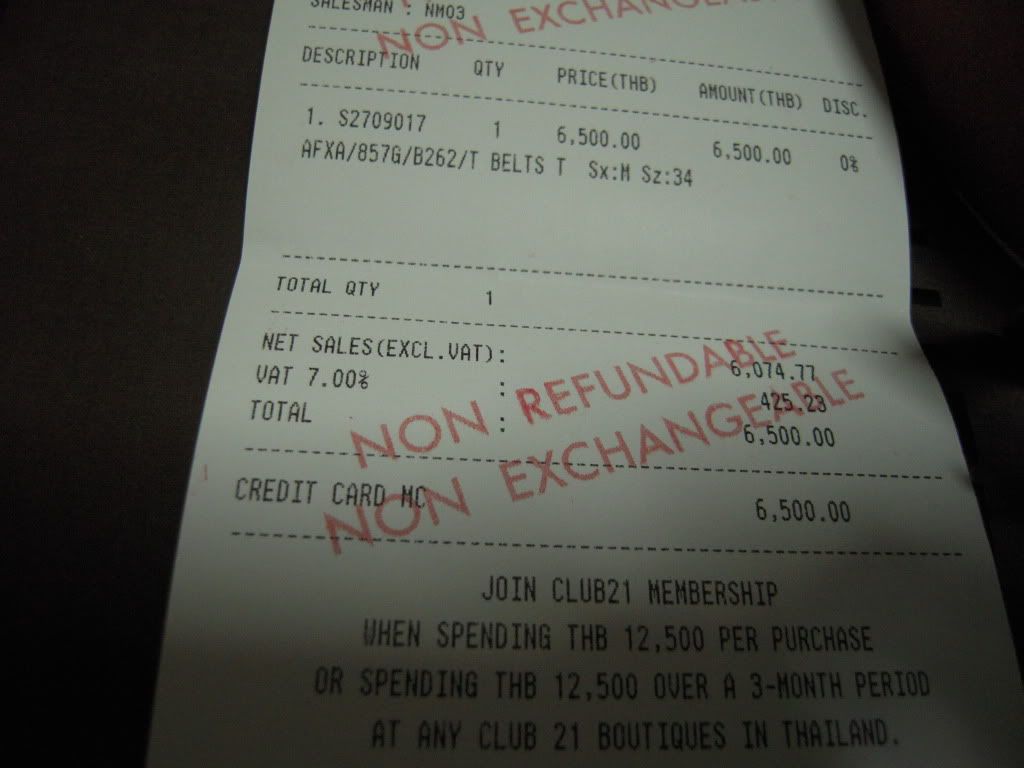 SALESMAN : NM03
NON EXCHANGEABLE
DESCRIPTION QTY PRICE(THB) AMOUNT(THB) DISC.
1. S2709017 1 6,500.00 6,500.00 0%
AFXA/857G/B262/T BELTS T Sx:M Sz:34
TOTAL QTY 1
NET SALES(EXCL.VAT): 6,074.77
VAT 7.00% : 425.23
TOTAL : 6,500.00
NON REFUNDABLE
NON EXCHANGEABLE
CREDIT CARD MC 6,500.00
JOIN CLUB21 MEMBERSHIP
WHEN SPENDING THB 12,500 PER PURCHASE
OR SPENDING THB 12,500 OVER A 3-MONTH PERIOD
AT ANY CLUB 21 BOUTIQUES IN THAILAND.